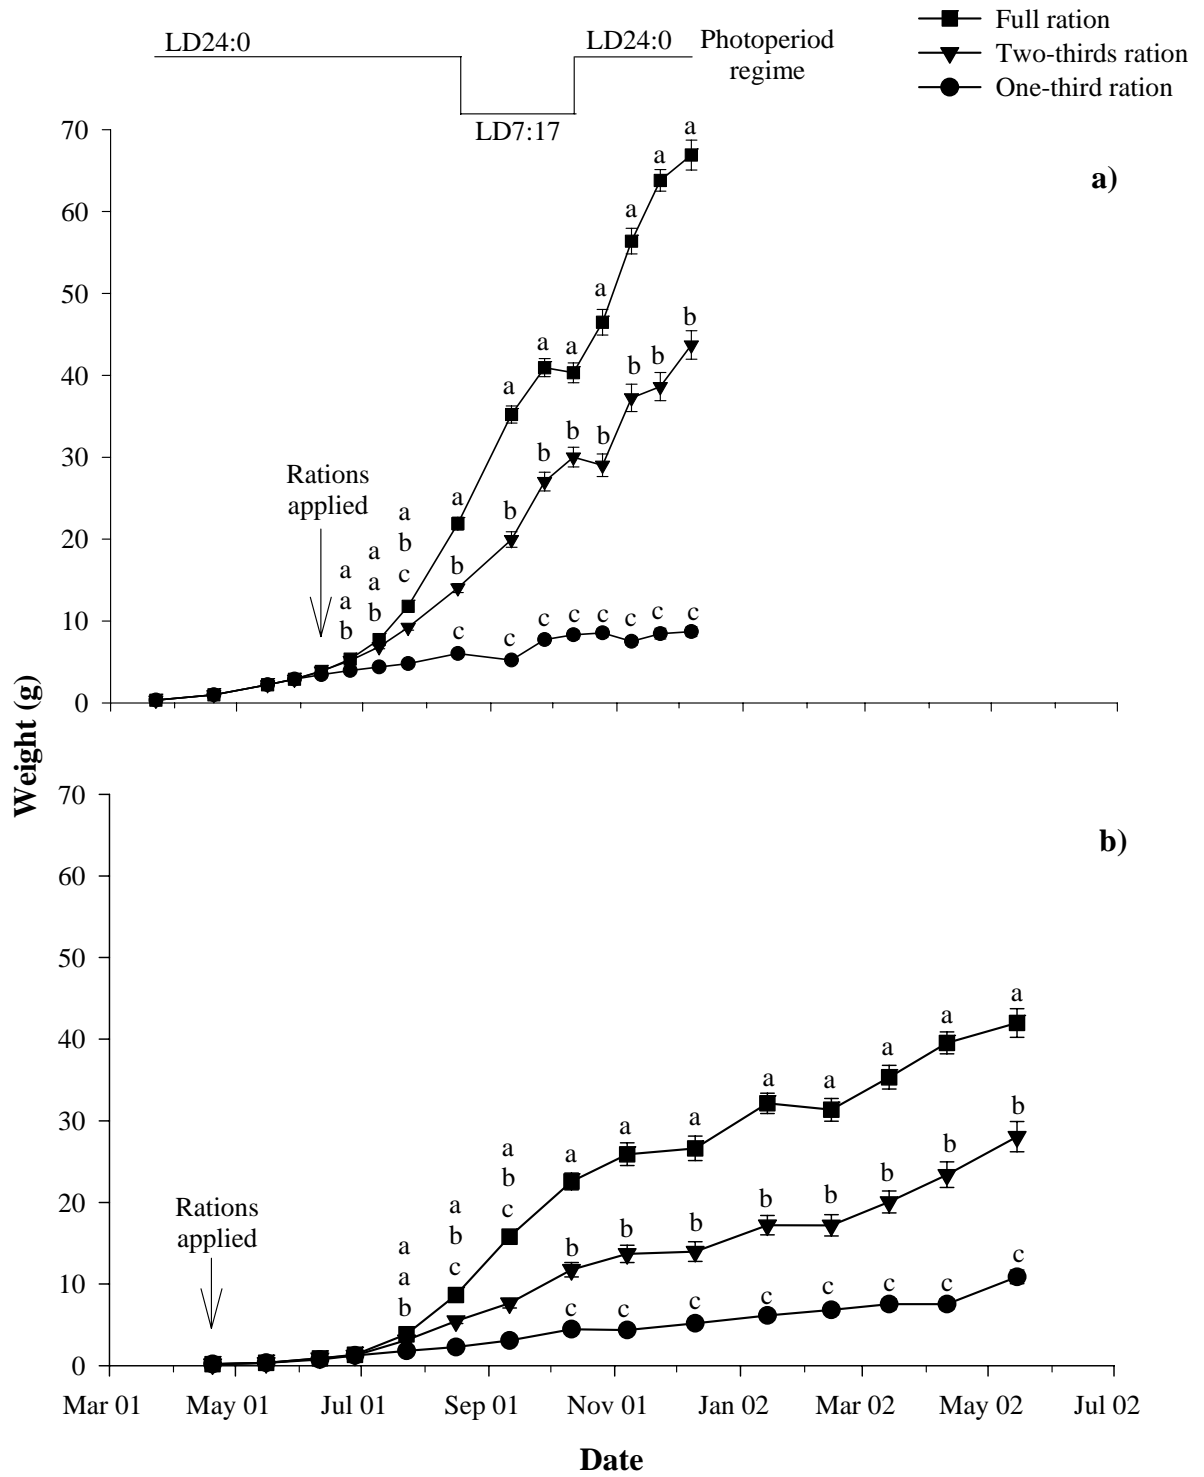 Full ration
Two-thirds ration
One-third ration
LD24:0
LD7:17
LD24:0
Photoperiod
regime
a)
70
60
50
40
30
20
10
0
Rations
applied
a
a
b
a
a
b
a
b
c
a
b
c
a
b
c
a
b
c
a
b
c
a
b
c
a
b
c
a
b
c
a
b
c
Weight (g)
b)
70
60
50
40
30
20
10
0
Rations
applied
a
a
b
a
b
c
a
b
c
a
b
c
a
b
c
a
b
c
a
b
c
a
b
c
a
b
c
a
b
c
a
b
c
Mar 01 May 01 Jul 01 Sep 01 Nov 01 Jan 02 Mar 02 May 02 Jul 02
Date